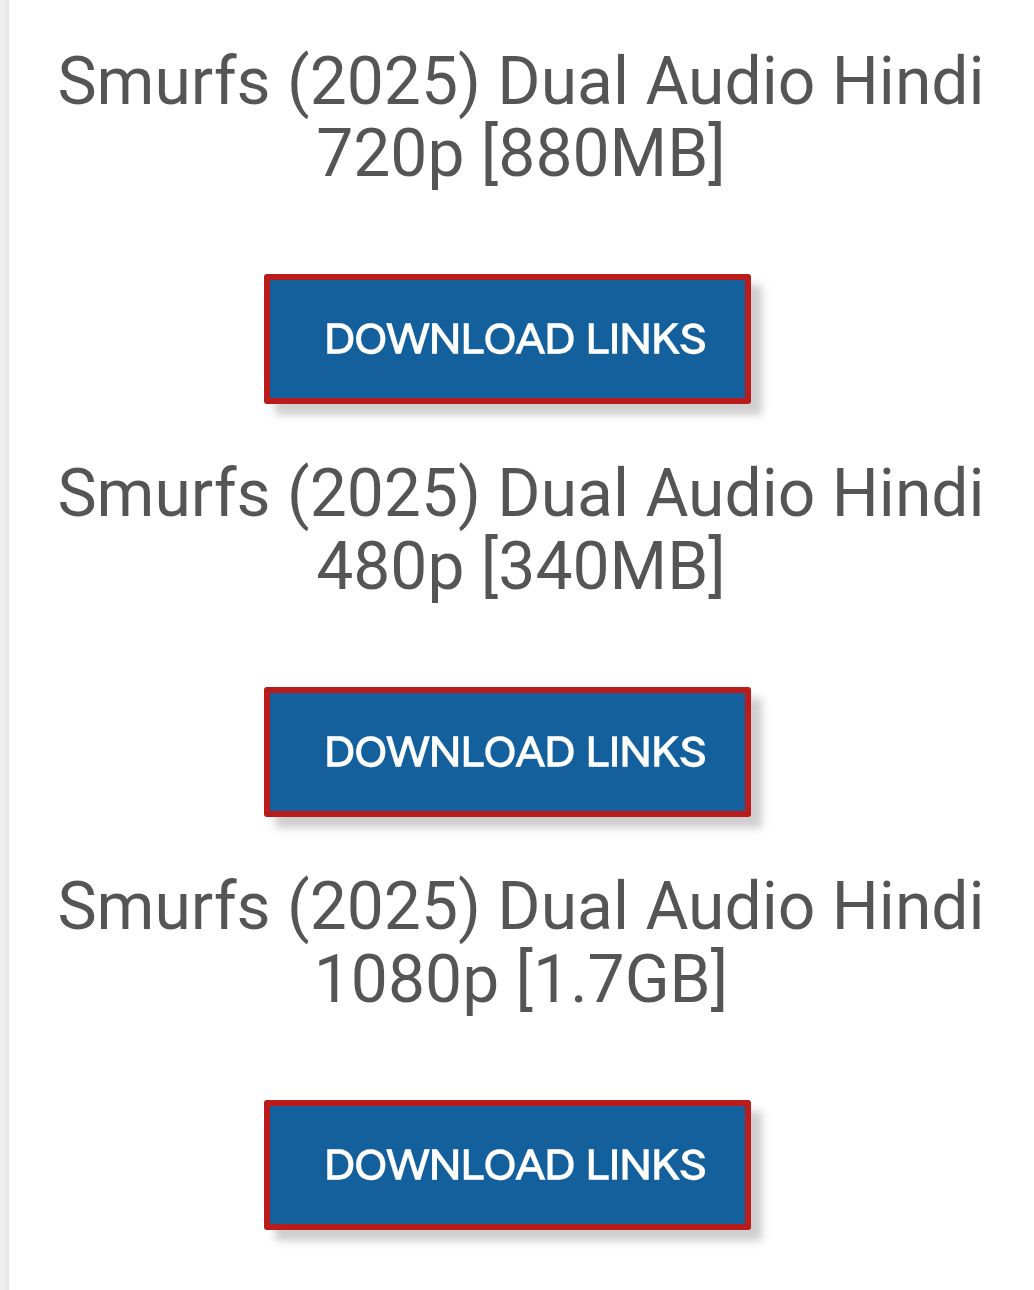 Smurfs (2025) Dual Audio Hindi
720p [880MB]
DOWNLOAD LINKS
Smurfs (2025) Dual Audio Hindi
480p [340MB]
DOWNLOAD LINKS
Smurfs (2025) Dual Audio Hindi
1080p [1.7GB]
DOWNLOAD LINKS